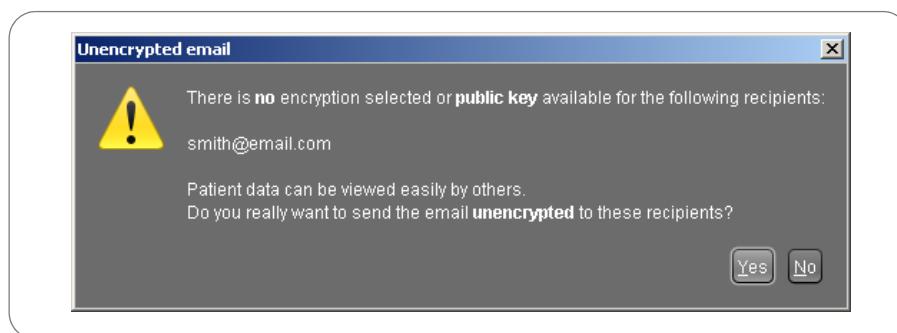 Unencrypted email
There is no encryption selected or public key available for the following recipients:
smith@email.com
Patient data can be viewed easily by others.
Do you really want to send the email unencrypted to these recipients?
Yes No